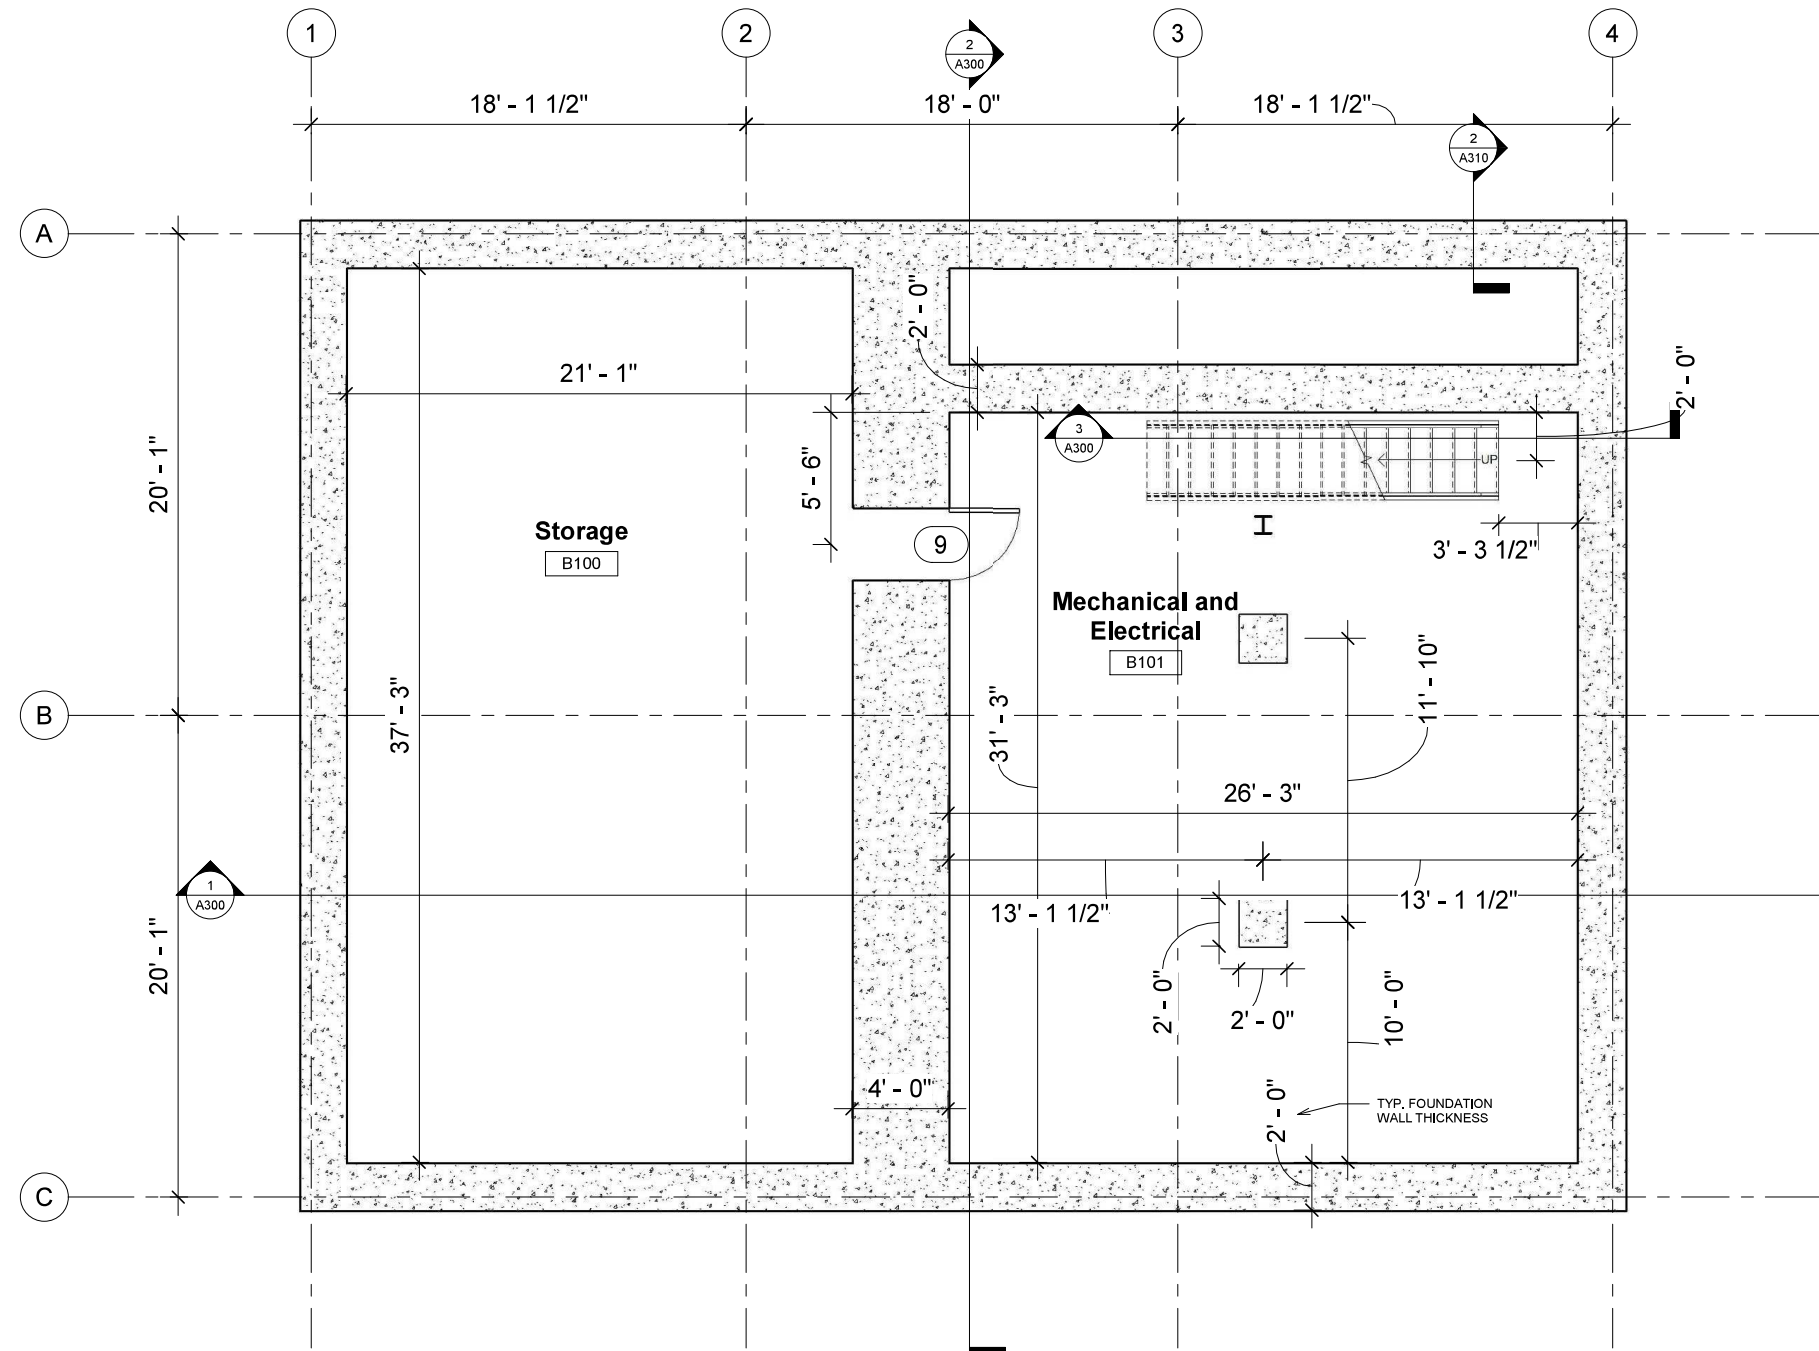 1
2
3
4
2
A300
18' - 1 1/2"
18' - 0"
18' - 1 1/2"
2
A310
A
2' - 0"
2' - 0"
21' - 1"
3
A300
UP
20' - 1"
5' - 6"
Storage
B100
9
3' - 3 1/2"
Mechanical and
Electrical
B101
B
37' - 3"
31' - 3"
11' - 10"
26' - 3"
1
A300
13' - 1 1/2"
13' - 1 1/2"
20' - 1"
2' - 0"
2' - 0"
10' - 0"
4' - 0"
2' - 0"
TYP. FOUNDATION
WALL THICKNESS
C